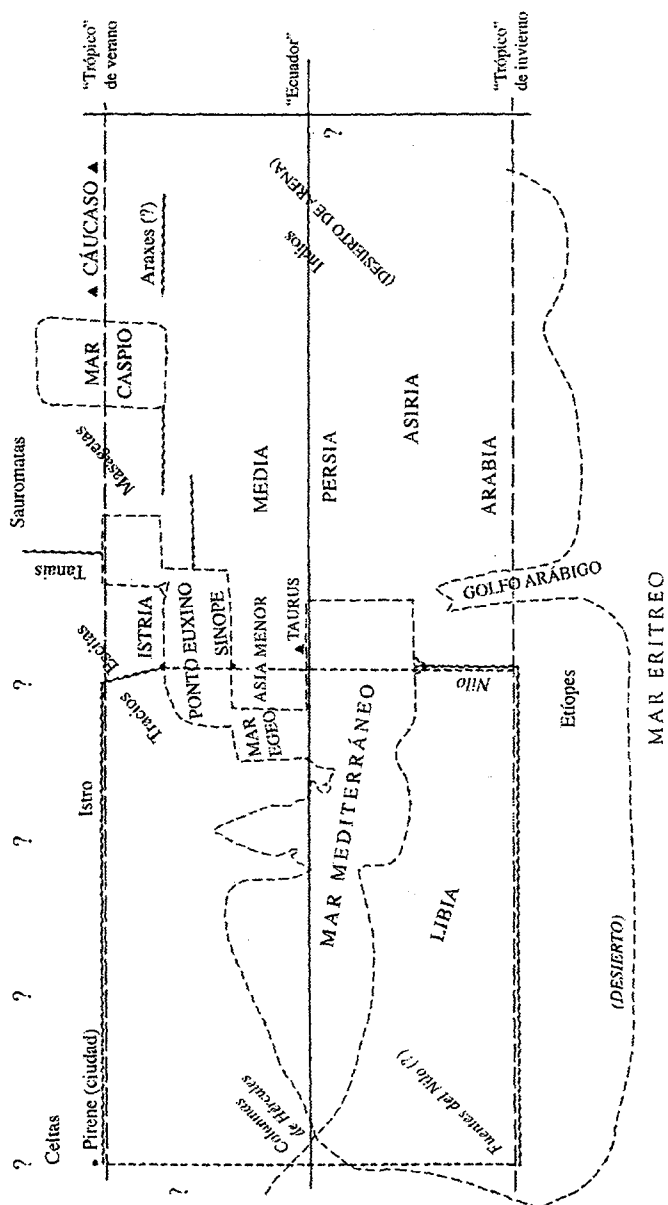 "Trópico"
de verano
"Ecuador"
"Trópico"
de invierno
?
?
?
?
Celtas
Pirene (ciudad)
Istro
Tracios
Escitas
Tanais
Sauromatas
Masagetas
MAR
CASPIO
▲ CÁUCASO ▲
Araxes (?)
ISTRIA
PONTO EUXINO
SINOPE
ASIA MENOR
MAR
EGEO
TAURUS
MEDIA
PERSIA
ASIRIA
ARABIA
Indios
(DESIERTO DE ARENA)
?
?
Columnas
de Hércules
MAR MEDITERRÁNEO
LIBIA
Fuentes del Nilo (?)
Nilo
GOLFO ARÁBIGO
Etíopes
(DESIERTO)
MAR ERITREO